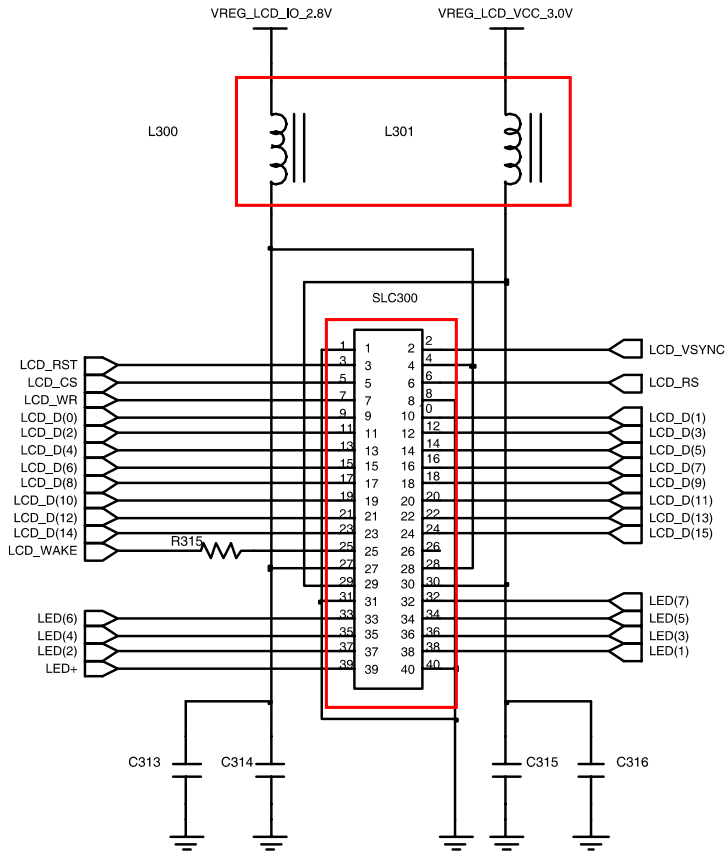 VREG_LCD_IO_2.8V VREG_LCD_VCC_3.0V
L300 L301
SLC300
1 1 2 2 LCD_VSYNC
LCD_RST 3 3 4 4
LCD_CS 5 5 6 6 LCD_RS
LCD_WR 7 7 8 8
LCD_D(0) 9 9 10 0 LCD_D(1)
LCD_D(2) 11 11 12 12 LCD_D(3)
LCD_D(4) 13 13 14 14 LCD_D(5)
LCD_D(6) 15 15 16 16 LCD_D(7)
LCD_D(8) 17 17 18 18 LCD_D(9)
LCD_D(10) 19 19 20 20 LCD_D(11)
LCD_D(12) 21 21 22 22 LCD_D(13)
LCD_D(14) 23 23 24 24 LCD_D(15)
LCD_WAKE R315 25 25 26 26
27 27 28 28
29 29 30 30
31 31 32 32 LED(7)
LED(6) 33 33 34 34 LED(5)
LED(4) 35 35 36 36 LED(3)
LED(2) 37 37 38 38 LED(1)
LED+ 39 39 40 40
C313 C314 C315 C316